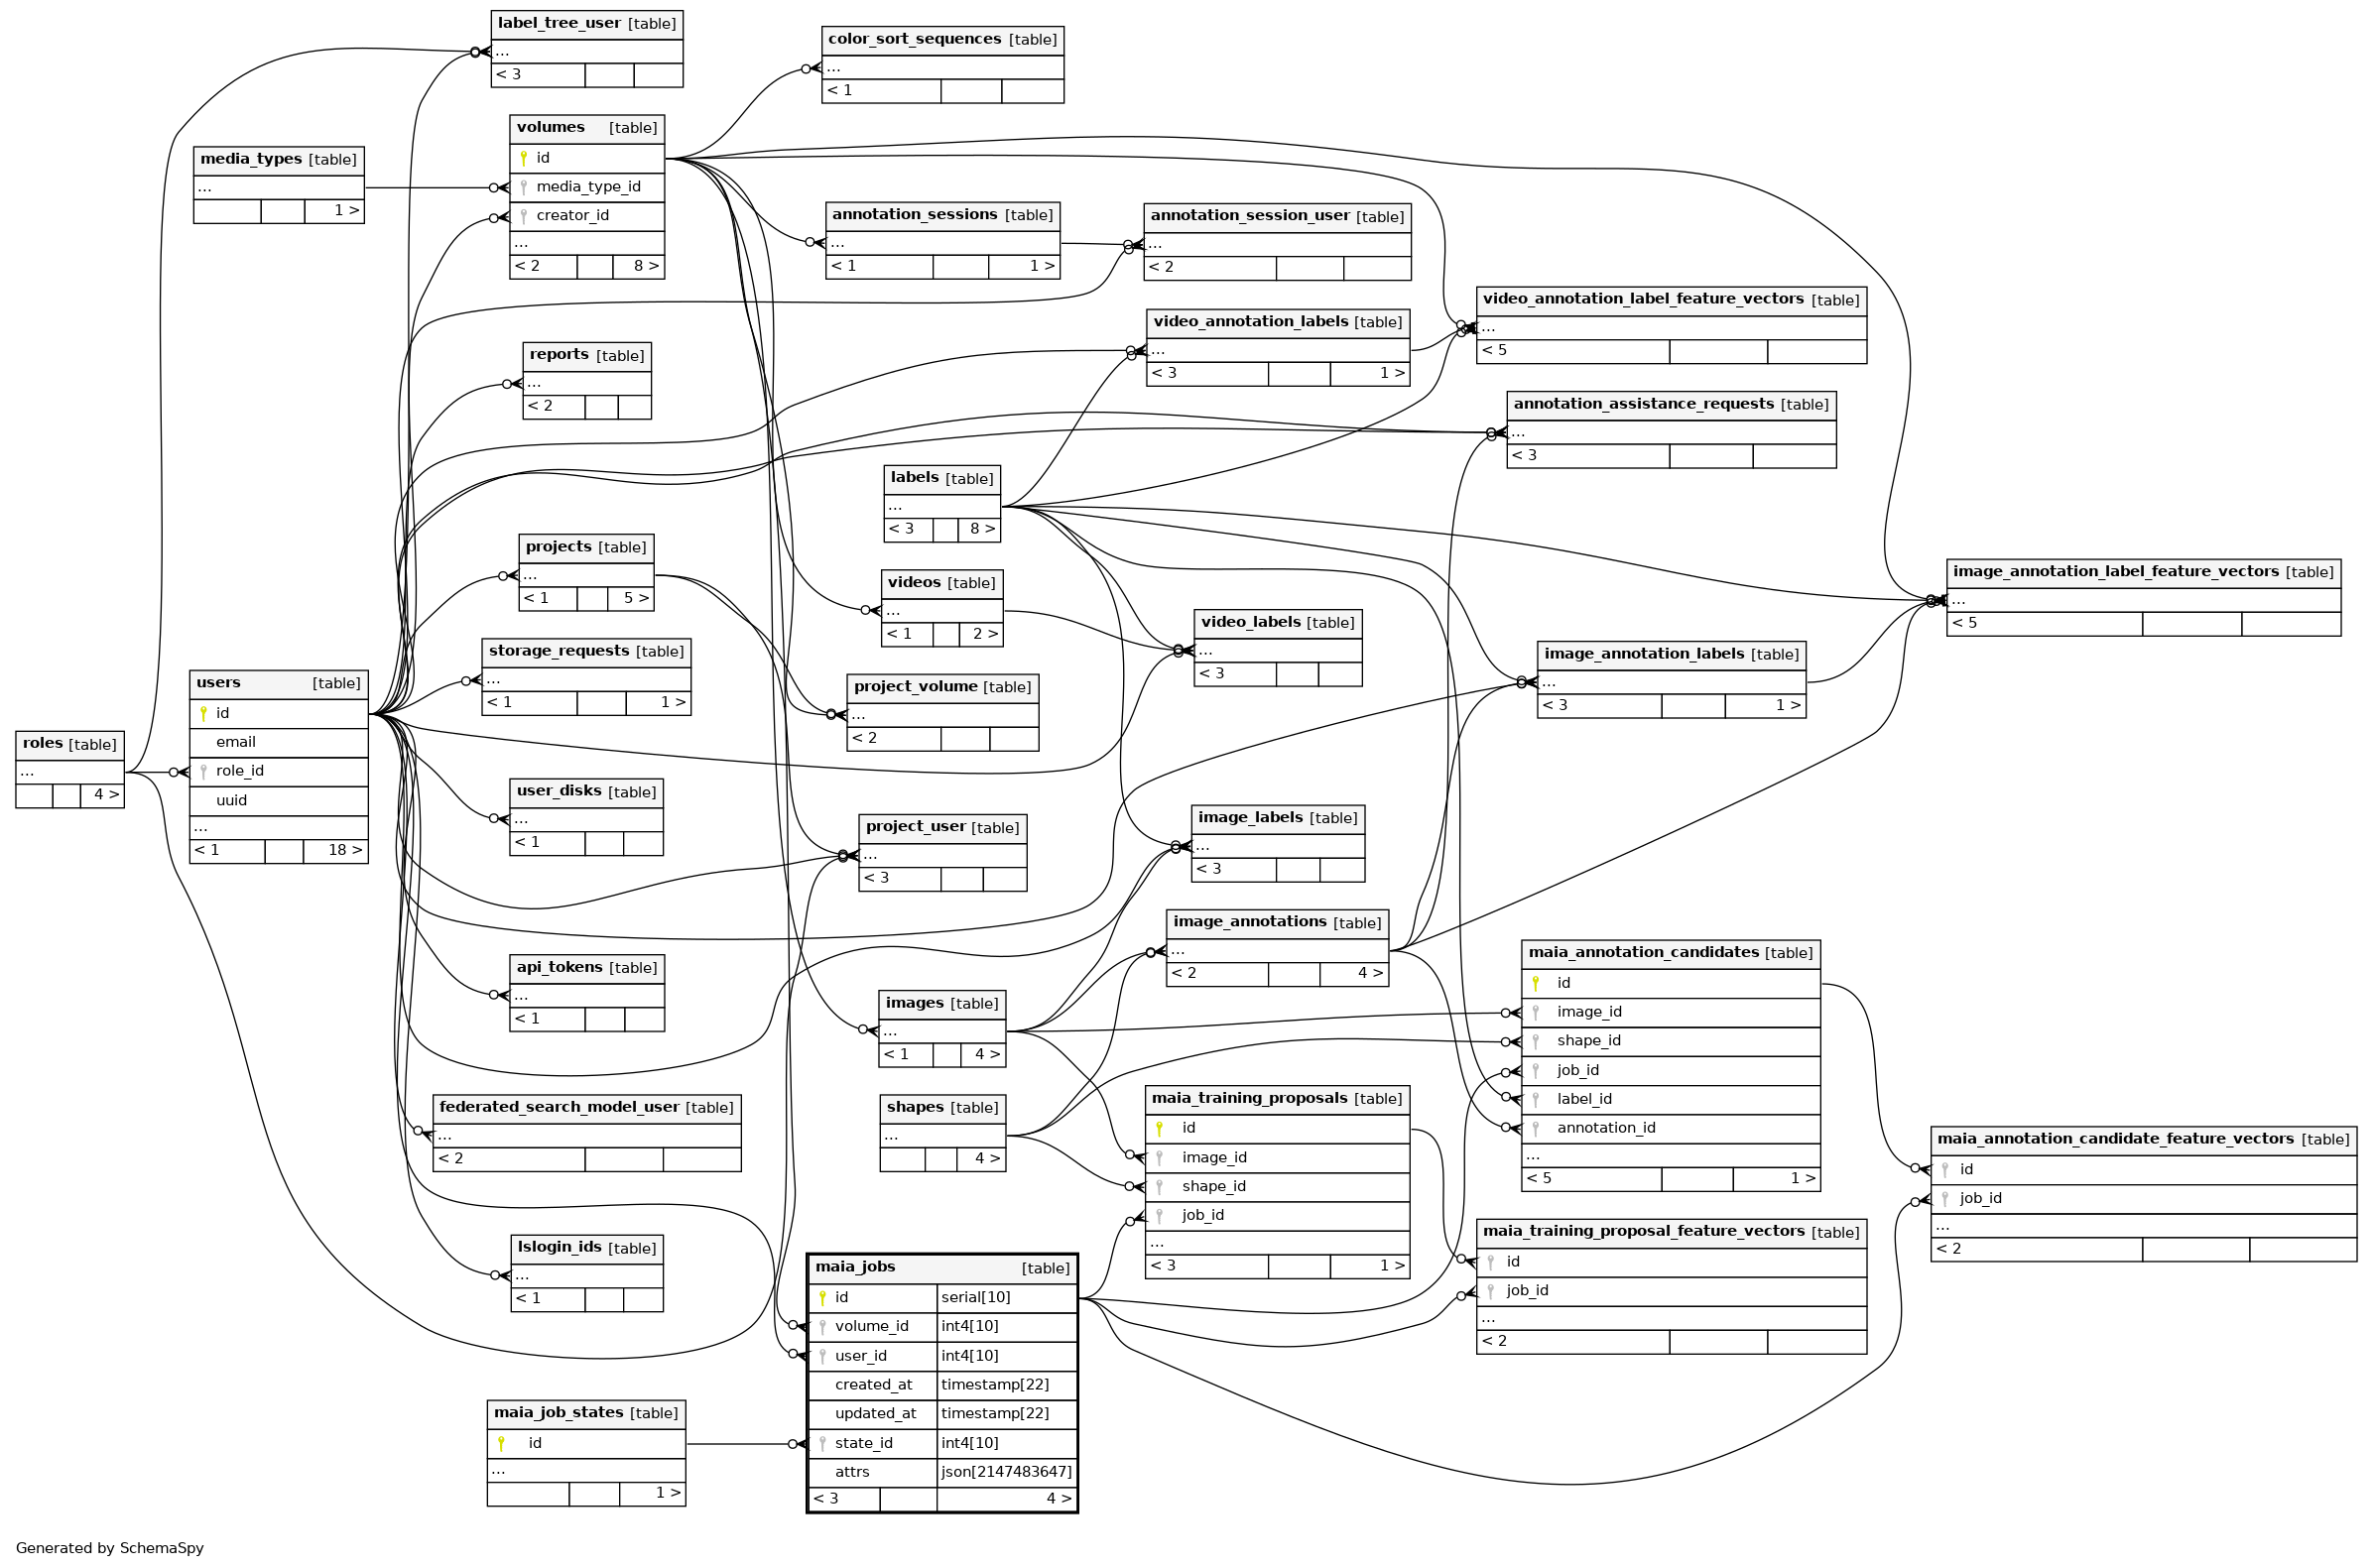 label_tree_user [table]
...
< 3
color_sort_sequences [table]
...
< 1
volumes [table]
id
media_type_id
creator_id
...
< 2 8 >
media_types [table]
...
1 >
annotation_sessions [table]
...
< 1 1 >
annotation_session_user [table]
...
< 2
video_annotation_label_feature_vectors [table]
...
< 5
video_annotation_labels [table]
...
< 3 1 >
reports [table]
...
< 2
annotation_assistance_requests [table]
...
< 3
labels [table]
...
< 3 8 >
projects [table]
...
< 1 5 >
videos [table]
...
< 1 2 >
image_annotation_label_feature_vectors [table]
...
< 5
video_labels [table]
...
< 3
storage_requests [table]
...
< 1 1 >
image_annotation_labels [table]
...
< 3 1 >
users [table]
id
email
role_id
uuid
...
< 1 18 >
project_volume [table]
...
< 2
roles [table]
...
4 >
user_disks [table]
...
< 1
project_user [table]
...
< 3
image_labels [table]
...
< 3
image_annotations [table]
...
< 2 4 >
api_tokens [table]
...
< 1
images [table]
...
< 1 4 >
maia_annotation_candidates [table]
id
image_id
shape_id
job_id
label_id
annotation_id
...
< 5 1 >
federated_search_model_user [table]
...
< 2
shapes [table]
...
4 >
maia_training_proposals [table]
id
image_id
shape_id
job_id
...
< 3 1 >
maia_annotation_candidate_feature_vectors [table]
id
job_id
...
< 2
maia_training_proposal_feature_vectors [table]
id
job_id
...
< 2
lslogin_ids [table]
...
< 1
maia_jobs [table]
id serial[10]
volume_id int4[10]
user_id int4[10]
created_at timestamp[22]
updated_at timestamp[22]
state_id int4[10]
attrs json[2147483647]
< 3 4 >
maia_job_states [table]
id
...
1 >
Generated by SchemaSpy